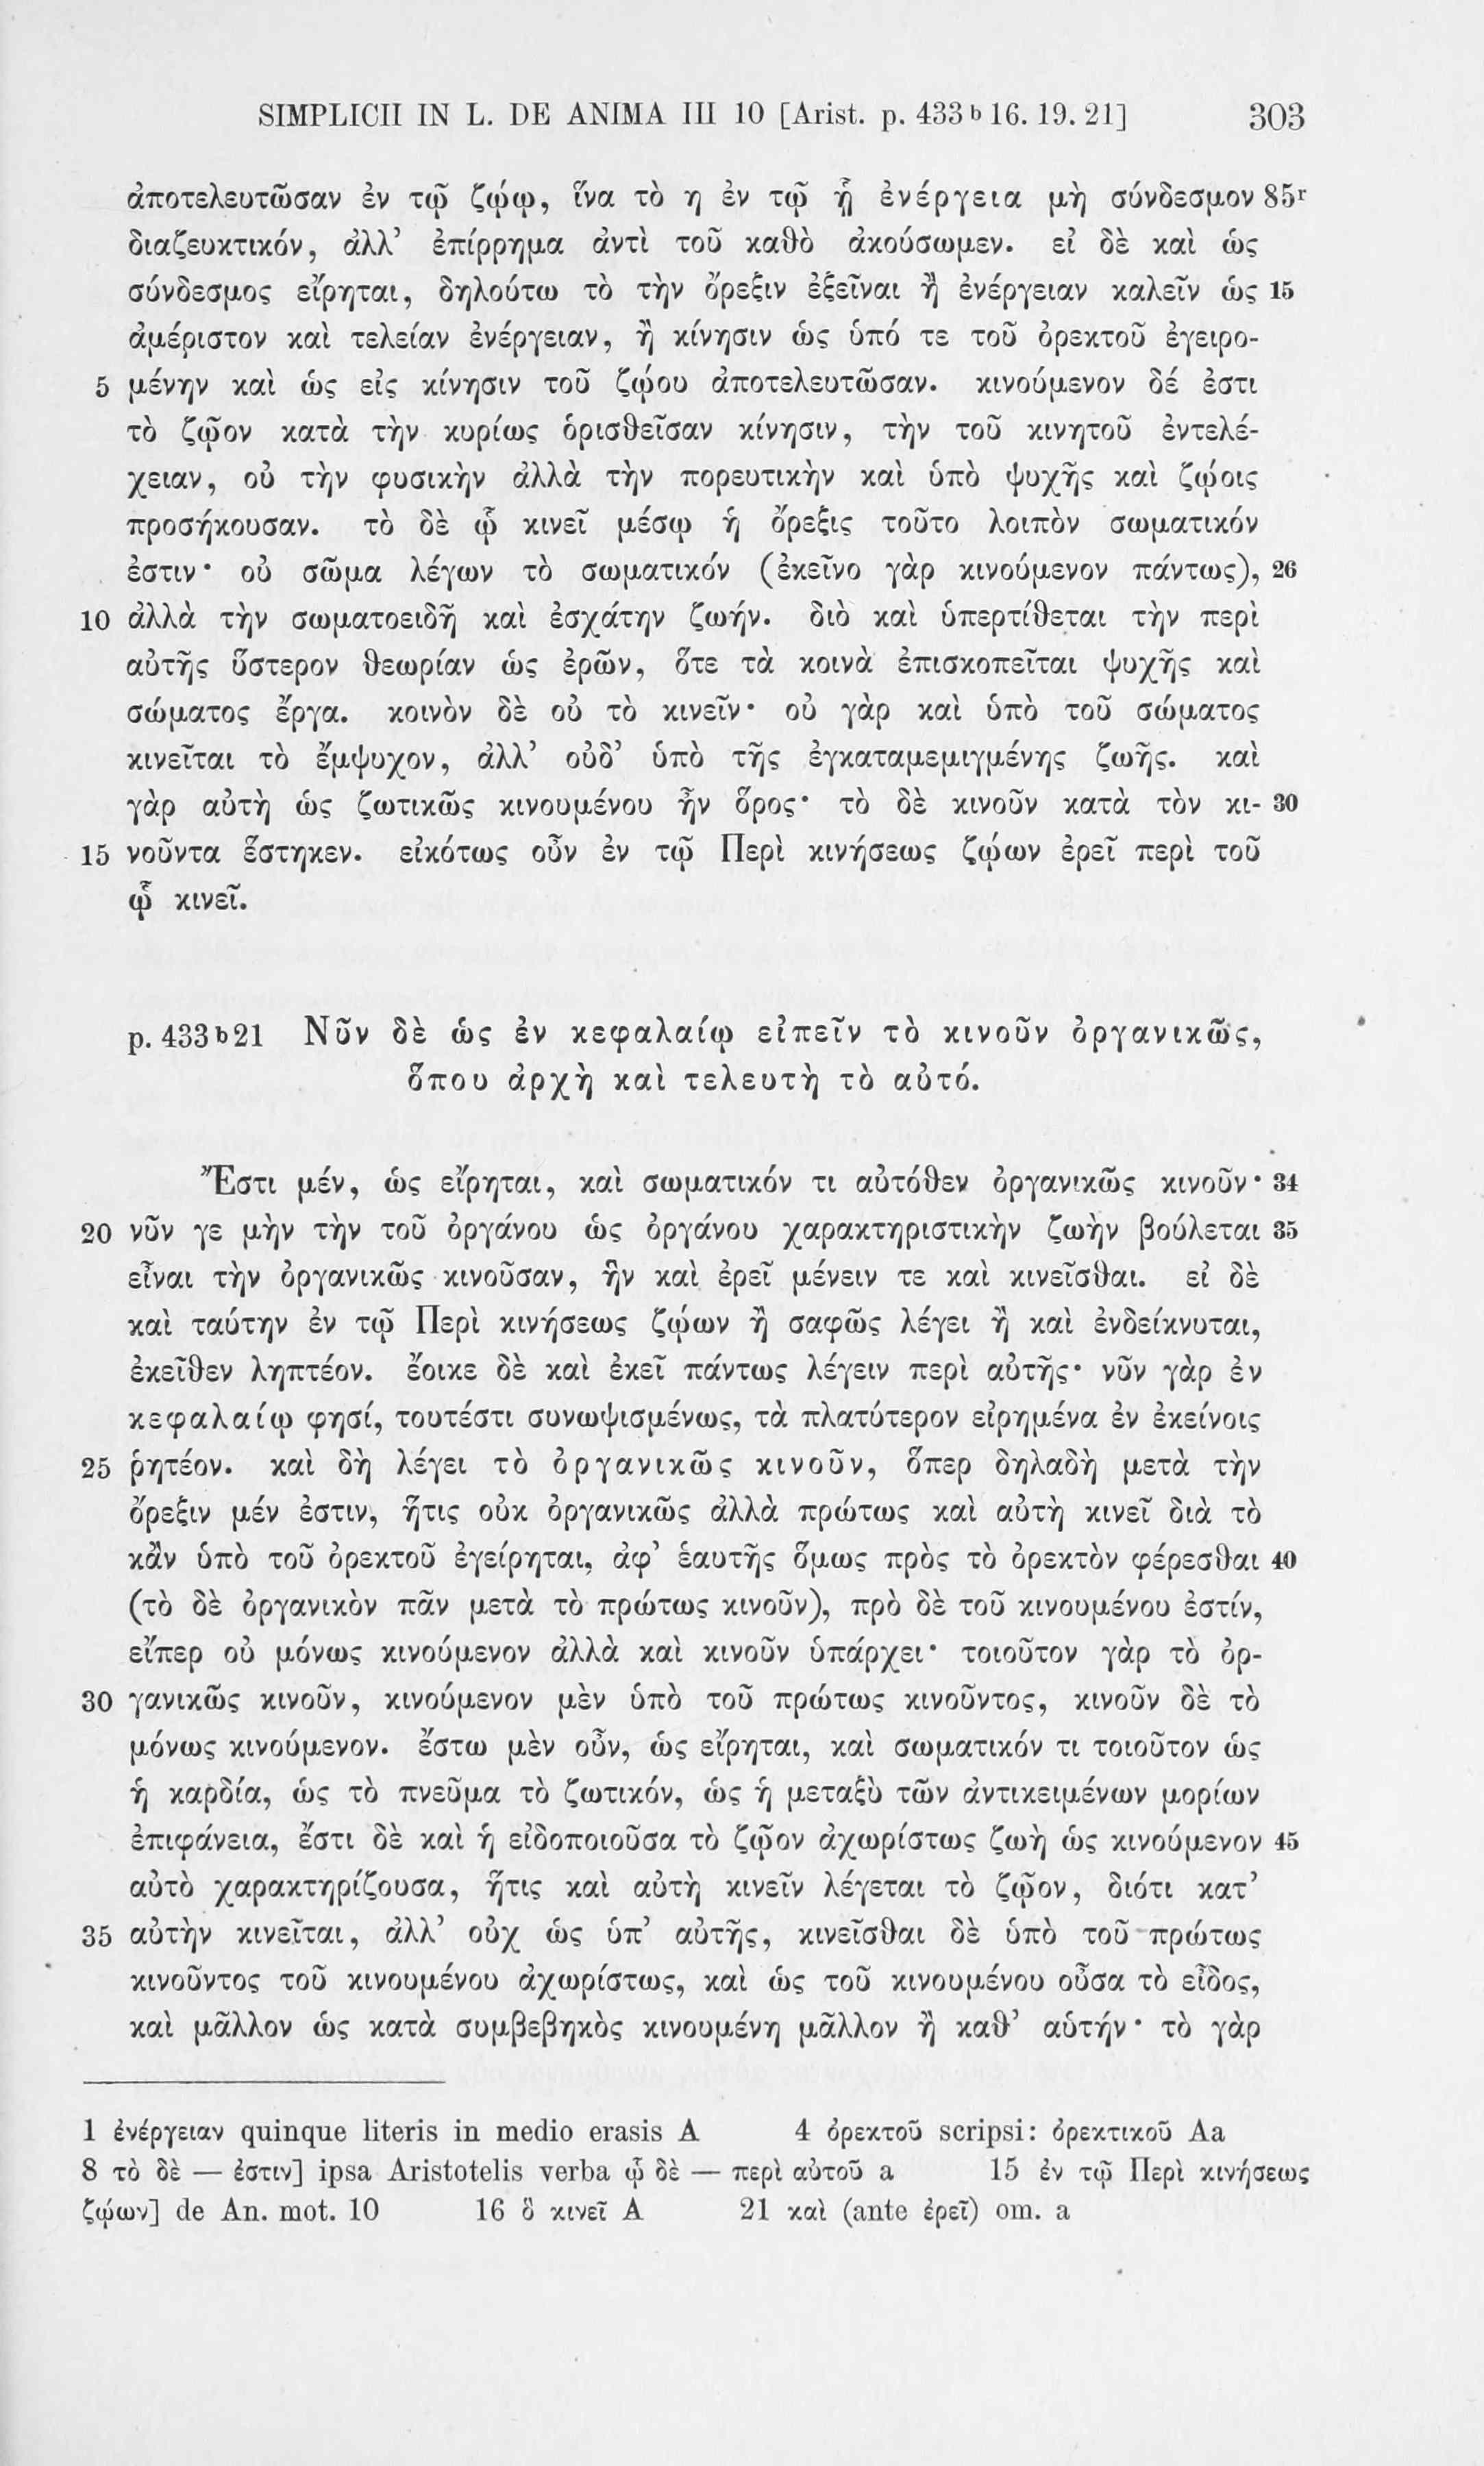 SIMPLICII IN L. DE ANIMA III 10 [Arist. p. 433ᵇ16. 19. 21] 303
ἀποτελευτῶσαν ἐν τῷ ζῴῳ, ἵνα τὸ η ἐν τῷ ᾗ ἐνέργεια μὴ σύνδεσμον 85ʳ
διαζευκτικόν, ἀλλ’ ἐπίρρημα ἀντὶ τοῦ καθὸ ἀκούσωμεν. εἰ δὲ καὶ ὡς
σύνδεσμος εἴρηται, δηλούτω τὸ τὴν ὄρεξιν ἐξεῖναι ἢ ἐνέργειαν καλεῖν ὡς 15
ἀμέριστον καὶ τελείαν ἐνέργειαν, ἢ κίνησιν ὡς ὑπό τε τοῦ ὀρεκτοῦ ἐγειρο-
5 μένην καὶ ὡς εἰς κίνησιν τοῦ ζῴου ἀποτελευτῶσαν. κινούμενον δέ ἐστι
τὸ ζῷον κατὰ τὴν κυρίως ὁρισθεῖσαν κίνησιν, τὴν τοῦ κινητοῦ ἐντελέ-
χειαν, οὐ τὴν φυσικὴν ἀλλὰ τὴν πορευτικὴν καὶ ὑπὸ ψυχῆς καὶ ζῴοις
προσήκουσαν. τὸ δὲ ᾧ κινεῖ μέσῳ ἡ ὄρεξις τοῦτο λοιπὸν σωματικόν
ἐστιν· οὐ σῶμα λέγων τὸ σωματικόν (ἐκεῖνο γὰρ κινούμενον πάντως), 26
10 ἀλλὰ τὴν σωματοειδῆ καὶ ἐσχάτην ζωήν. διὸ καὶ ὑπερτίθεται τὴν περὶ
αὐτῆς ὕστερον θεωρίαν ὡς ἐρῶν, ὅτε τὰ κοινὰ ἐπισκοπεῖται ψυχῆς καὶ
σώματος ἔργα. κοινὸν δὲ οὐ τὸ κινεῖν· οὐ γὰρ καὶ ὑπὸ τοῦ σώματος
κινεῖται τὸ ἔμψυχον, ἀλλ’ οὐδ’ ὑπὸ τῆς ἐγκαταμεμιγμένης ζωῆς. καὶ
γὰρ αὐτὴ ὡς ζωτικῶς κινουμένου ἦν ὅρος· τὸ δὲ κινοῦν κατὰ τὸν κι- 30
15 νοῦντα ἕστηκεν. εἰκότως οὖν ἐν τῷ Περὶ κινήσεως ζῴων ἐρεῖ περὶ τοῦ
ᾧ κινεῖ.
p. 433ᵇ21 Νῦν δὲ ὡς ἐν κεφαλαίῳ εἰπεῖν τὸ κινοῦν ὀργανικῶς,
ὅπου ἀρχὴ καὶ τελευτὴ τὸ αὐτό.
Ἔστι μέν, ὡς εἴρηται, καὶ σωματικόν τι αὐτόθεν ὀργανικῶς κινοῦν· 34
20 νῦν γε μὴν τὴν τοῦ ὀργάνου ὡς ὀργάνου χαρακτηριστικὴν ζωὴν βούλεται 35
εἶναι τὴν ὀργανικῶς κινοῦσαν, ἣν καὶ ἐρεῖ μένειν τε καὶ κινεῖσθαι. εἰ δὲ
καὶ ταύτην ἐν τῷ Περὶ κινήσεως ζῴων ἢ σαφῶς λέγει ἢ καὶ ἐνδείκνυται,
ἐκεῖθεν ληπτέον. ἔοικε δὲ καὶ ἐκεῖ πάντως λέγειν περὶ αὐτῆς· νῦν γὰρ ἐν
κεφαλαίῳ φησί, τουτέστι συνωψισμένως, τὰ πλατύτερον εἰρημένα ἐν ἐκείνοις
25 ῥητέον. καὶ δὴ λέγει τὸ ὀργανικῶς κινοῦν, ὅπερ δηλαδὴ μετὰ τὴν
ὄρεξιν μέν ἐστιν, ἥτις οὐκ ὀργανικῶς ἀλλὰ πρώτως καὶ αὐτὴ κινεῖ διὰ τὸ
κἂν ὑπὸ τοῦ ὀρεκτοῦ ἐγείρηται, ἀφ’ ἑαυτῆς ὅμως πρὸς τὸ ὀρεκτὸν φέρεσθαι 40
(τὸ δὲ ὀργανικὸν πᾶν μετὰ τὸ πρώτως κινοῦν), πρὸ δὲ τοῦ κινουμένου ἐστίν,
εἴπερ οὐ μόνως κινούμενον ἀλλὰ καὶ κινοῦν ὑπάρχει· τοιοῦτον γὰρ τὸ ὀρ-
30 γανικῶς κινοῦν, κινούμενον μὲν ὑπὸ τοῦ πρώτως κινοῦντος, κινοῦν δὲ τὸ
μόνως κινούμενον. ἔστω μὲν οὖν, ὡς εἴρηται, καὶ σωματικόν τι τοιοῦτον ὡς
ἡ καρδία, ὡς τὸ πνεῦμα τὸ ζωτικόν, ὡς ἡ μεταξὺ τῶν ἀντικειμένων μορίων
ἐπιφάνεια, ἔστι δὲ καὶ ἡ εἰδοποιοῦσα τὸ ζῷον ἀχωρίστως ζωὴ ὡς κινούμενον 45
αὐτὸ χαρακτηρίζουσα, ἥτις καὶ αὐτὴ κινεῖν λέγεται τὸ ζῷον, διότι κατ’
35 αὐτὴν κινεῖται, ἀλλ’ οὐχ ὡς ὑπ’ αὐτῆς, κινεῖσθαι δὲ ὑπὸ τοῦ πρώτως
κινοῦντος τοῦ κινουμένου ἀχωρίστως, καὶ ὡς τοῦ κινουμένου οὖσα τὸ εἶδος,
καὶ μᾶλλον ὡς κατὰ συμβεβηκὸς κινουμένη μᾶλλον ἢ καθ’ αὑτήν· τὸ γὰρ
1 ἐνέργειαν quinque literis in medio erasis A 4 ὀρεκτοῦ scripsi: ὀρεκτικοῦ Aa
8 τὸ δὲ — ἐστιν] ipsa Aristotelis verba ᾧ δὲ — περὶ αὐτοῦ a 15 ἐν τῷ Περὶ κινήσεως
ζῴων] de An. mot. 10 16 ὃ κινεῖ A 21 καὶ (ante ἐρεῖ) om. a